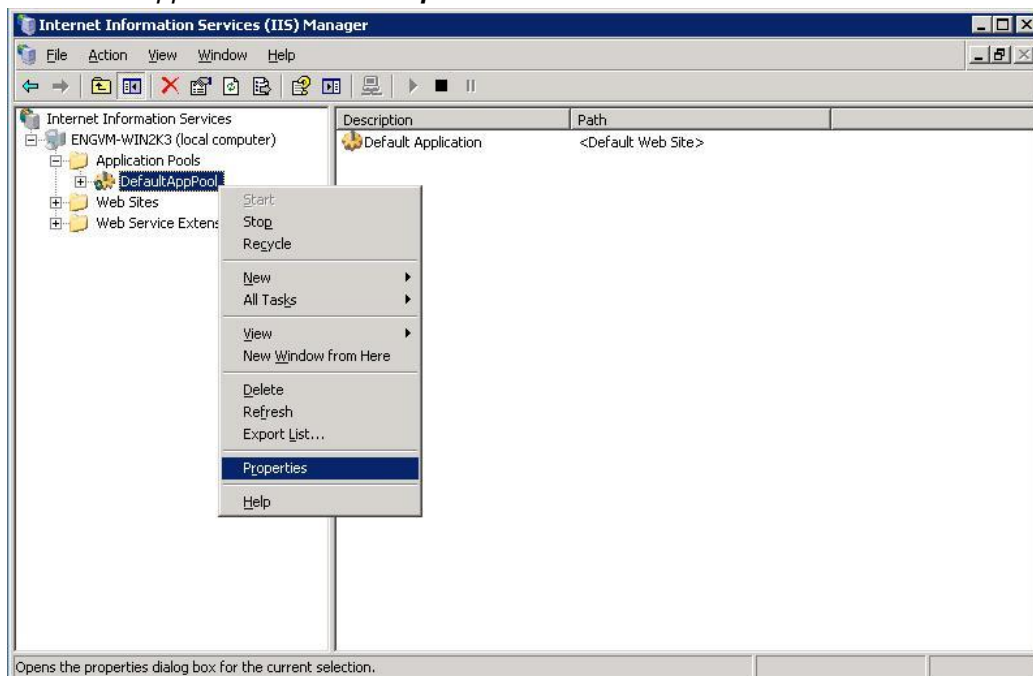 Internet Information Services (IIS) Manager
File Action View Window Help
Internet Information Services
Description Path
ENGVM-WIN2K3 (local computer)
Default Application <Default Web Site>
Application Pools
DefaultAppPool
Web Sites
Web Service Extens
Start
Stop
Recycle
New
All Tasks
View
New Window from Here
Delete
Refresh
Export List...
Properties
Help
Opens the properties dialog box for the current selection.